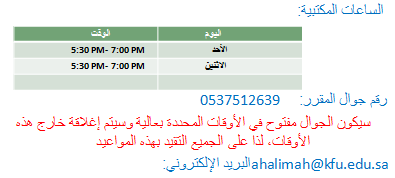 الساعات المكتبية:
اليوم الوقت
الأحد 5:30 PM- 7:00 PM
الاثنين 5:30 PM- 7:00 PM
رقم جوال المقرر: 0537512639
سيكون الجوال مفتوح في الأوقات المحددة بعالية وسيتم إغلاقة خارج هذه
الأوقات، لذا على الجميع التقيد بهذه المواعيد
البريد الإلكتروني:ahalimah@kfu.edu.sa